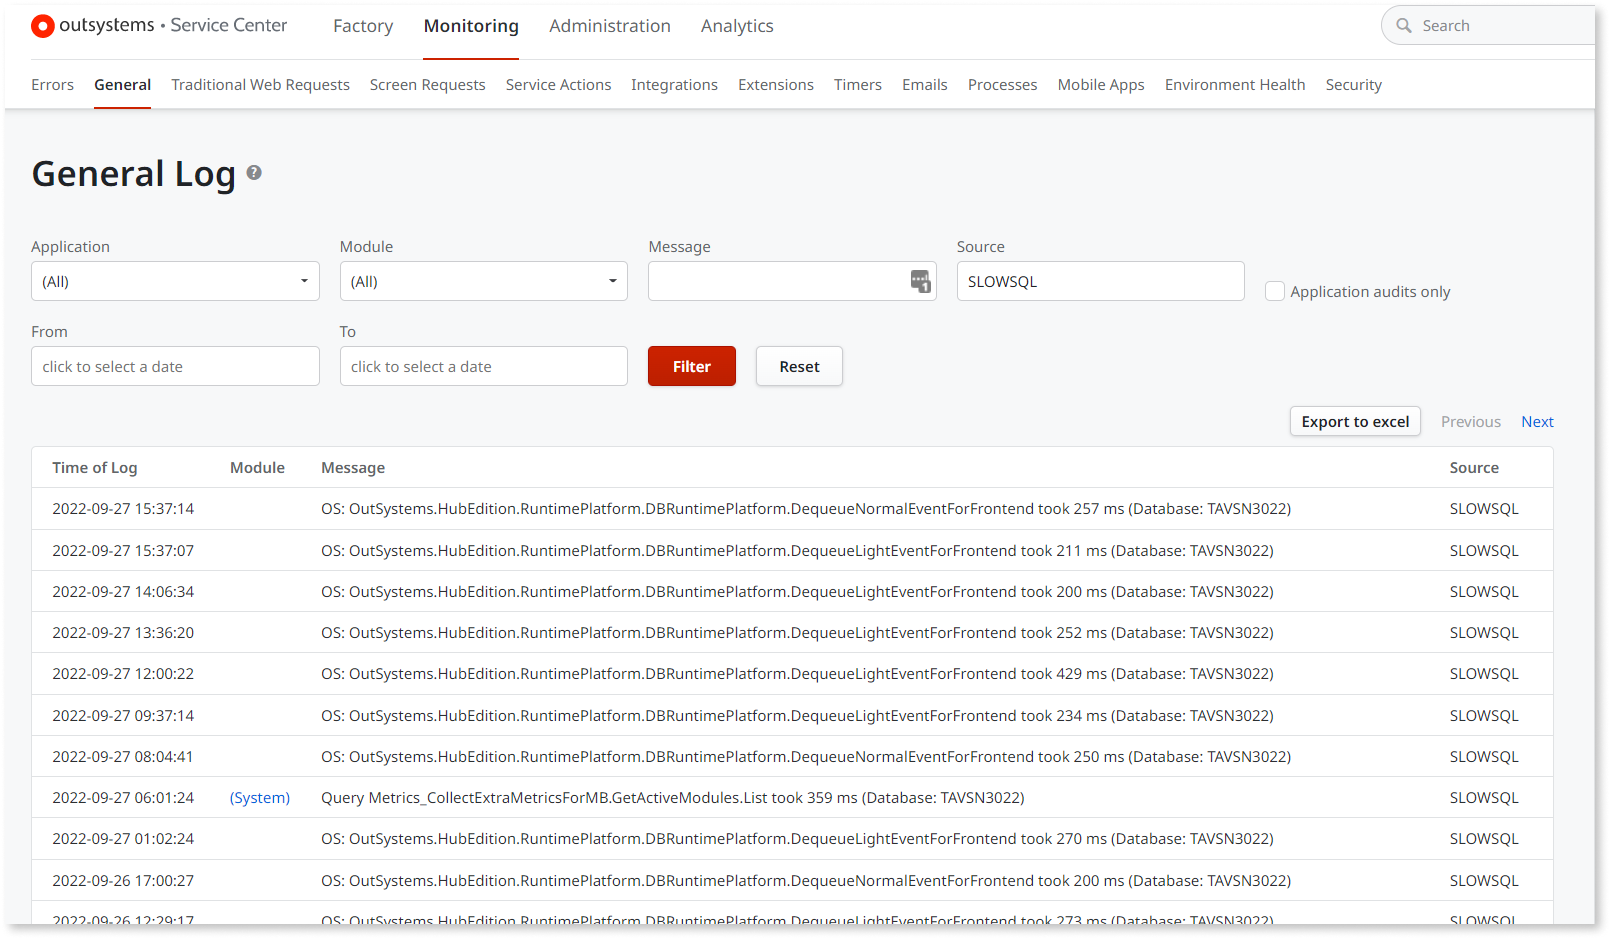 outsystems • Service Center Factory Monitoring Administration Analytics Search
Errors General Traditional Web Requests Screen Requests Service Actions Integrations Extensions Timers Emails Processes Mobile Apps Environment Health Security
General Log ?
Application Module Message Source
(All) (All) 1 SLOWSQL Application audits only
From To
click to select a date click to select a date Filter Reset
Export to excel Previous Next
Time of Log Module Message Source
2022-09-27 15:37:14 OS: OutSystems.HubEdition.RuntimePlatform.DBRuntimePlatform.DequeueNormalEventForFrontend took 257 ms (Database: TAVSN3022) SLOWSQL
2022-09-27 15:37:07 OS: OutSystems.HubEdition.RuntimePlatform.DBRuntimePlatform.DequeueLightEventForFrontend took 211 ms (Database: TAVSN3022) SLOWSQL
2022-09-27 14:06:34 OS: OutSystems.HubEdition.RuntimePlatform.DBRuntimePlatform.DequeueLightEventForFrontend took 200 ms (Database: TAVSN3022) SLOWSQL
2022-09-27 13:36:20 OS: OutSystems.HubEdition.RuntimePlatform.DBRuntimePlatform.DequeueLightEventForFrontend took 252 ms (Database: TAVSN3022) SLOWSQL
2022-09-27 12:00:22 OS: OutSystems.HubEdition.RuntimePlatform.DBRuntimePlatform.DequeueLightEventForFrontend took 429 ms (Database: TAVSN3022) SLOWSQL
2022-09-27 09:37:14 OS: OutSystems.HubEdition.RuntimePlatform.DBRuntimePlatform.DequeueLightEventForFrontend took 234 ms (Database: TAVSN3022) SLOWSQL
2022-09-27 08:04:41 OS: OutSystems.HubEdition.RuntimePlatform.DBRuntimePlatform.DequeueNormalEventForFrontend took 250 ms (Database: TAVSN3022) SLOWSQL
2022-09-27 06:01:24 (System) Query Metrics_CollectExtraMetricsForMB.GetActiveModules.List took 359 ms (Database: TAVSN3022) SLOWSQL
2022-09-27 01:02:24 OS: OutSystems.HubEdition.RuntimePlatform.DBRuntimePlatform.DequeueLightEventForFrontend took 270 ms (Database: TAVSN3022) SLOWSQL
2022-09-26 17:00:27 OS: OutSystems.HubEdition.RuntimePlatform.DBRuntimePlatform.DequeueNormalEventForFrontend took 200 ms (Database: TAVSN3022) SLOWSQL
2022-09-26 12:29:17 OS: OutSystems.HubEdition.RuntimePlatform.DBRuntimePlatform.DequeueLightEventForFrontend took 273 ms (Database: TAVSN3022) SLOWSQL